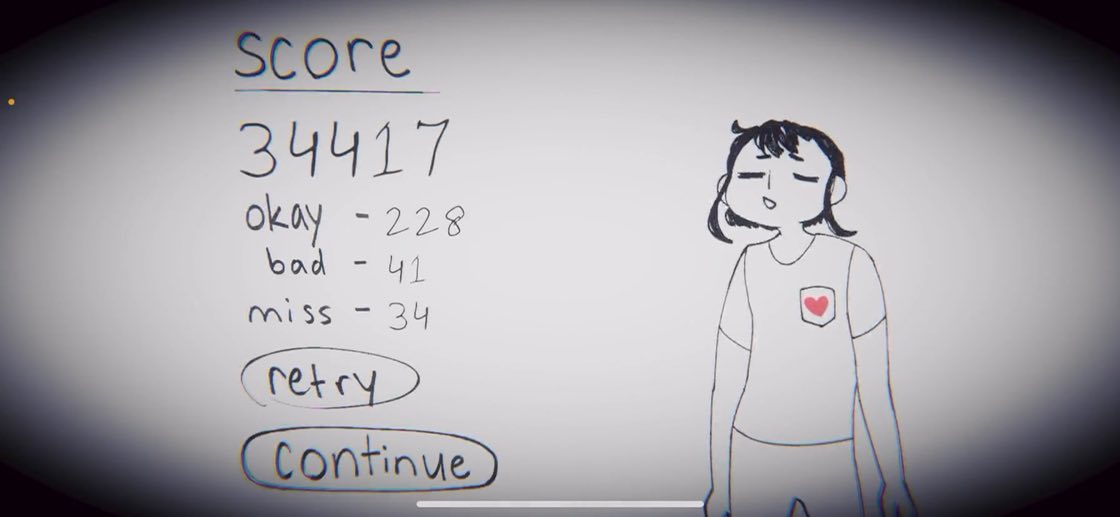 score
34417
okay - 228
bad - 41
miss - 34
retry
continue